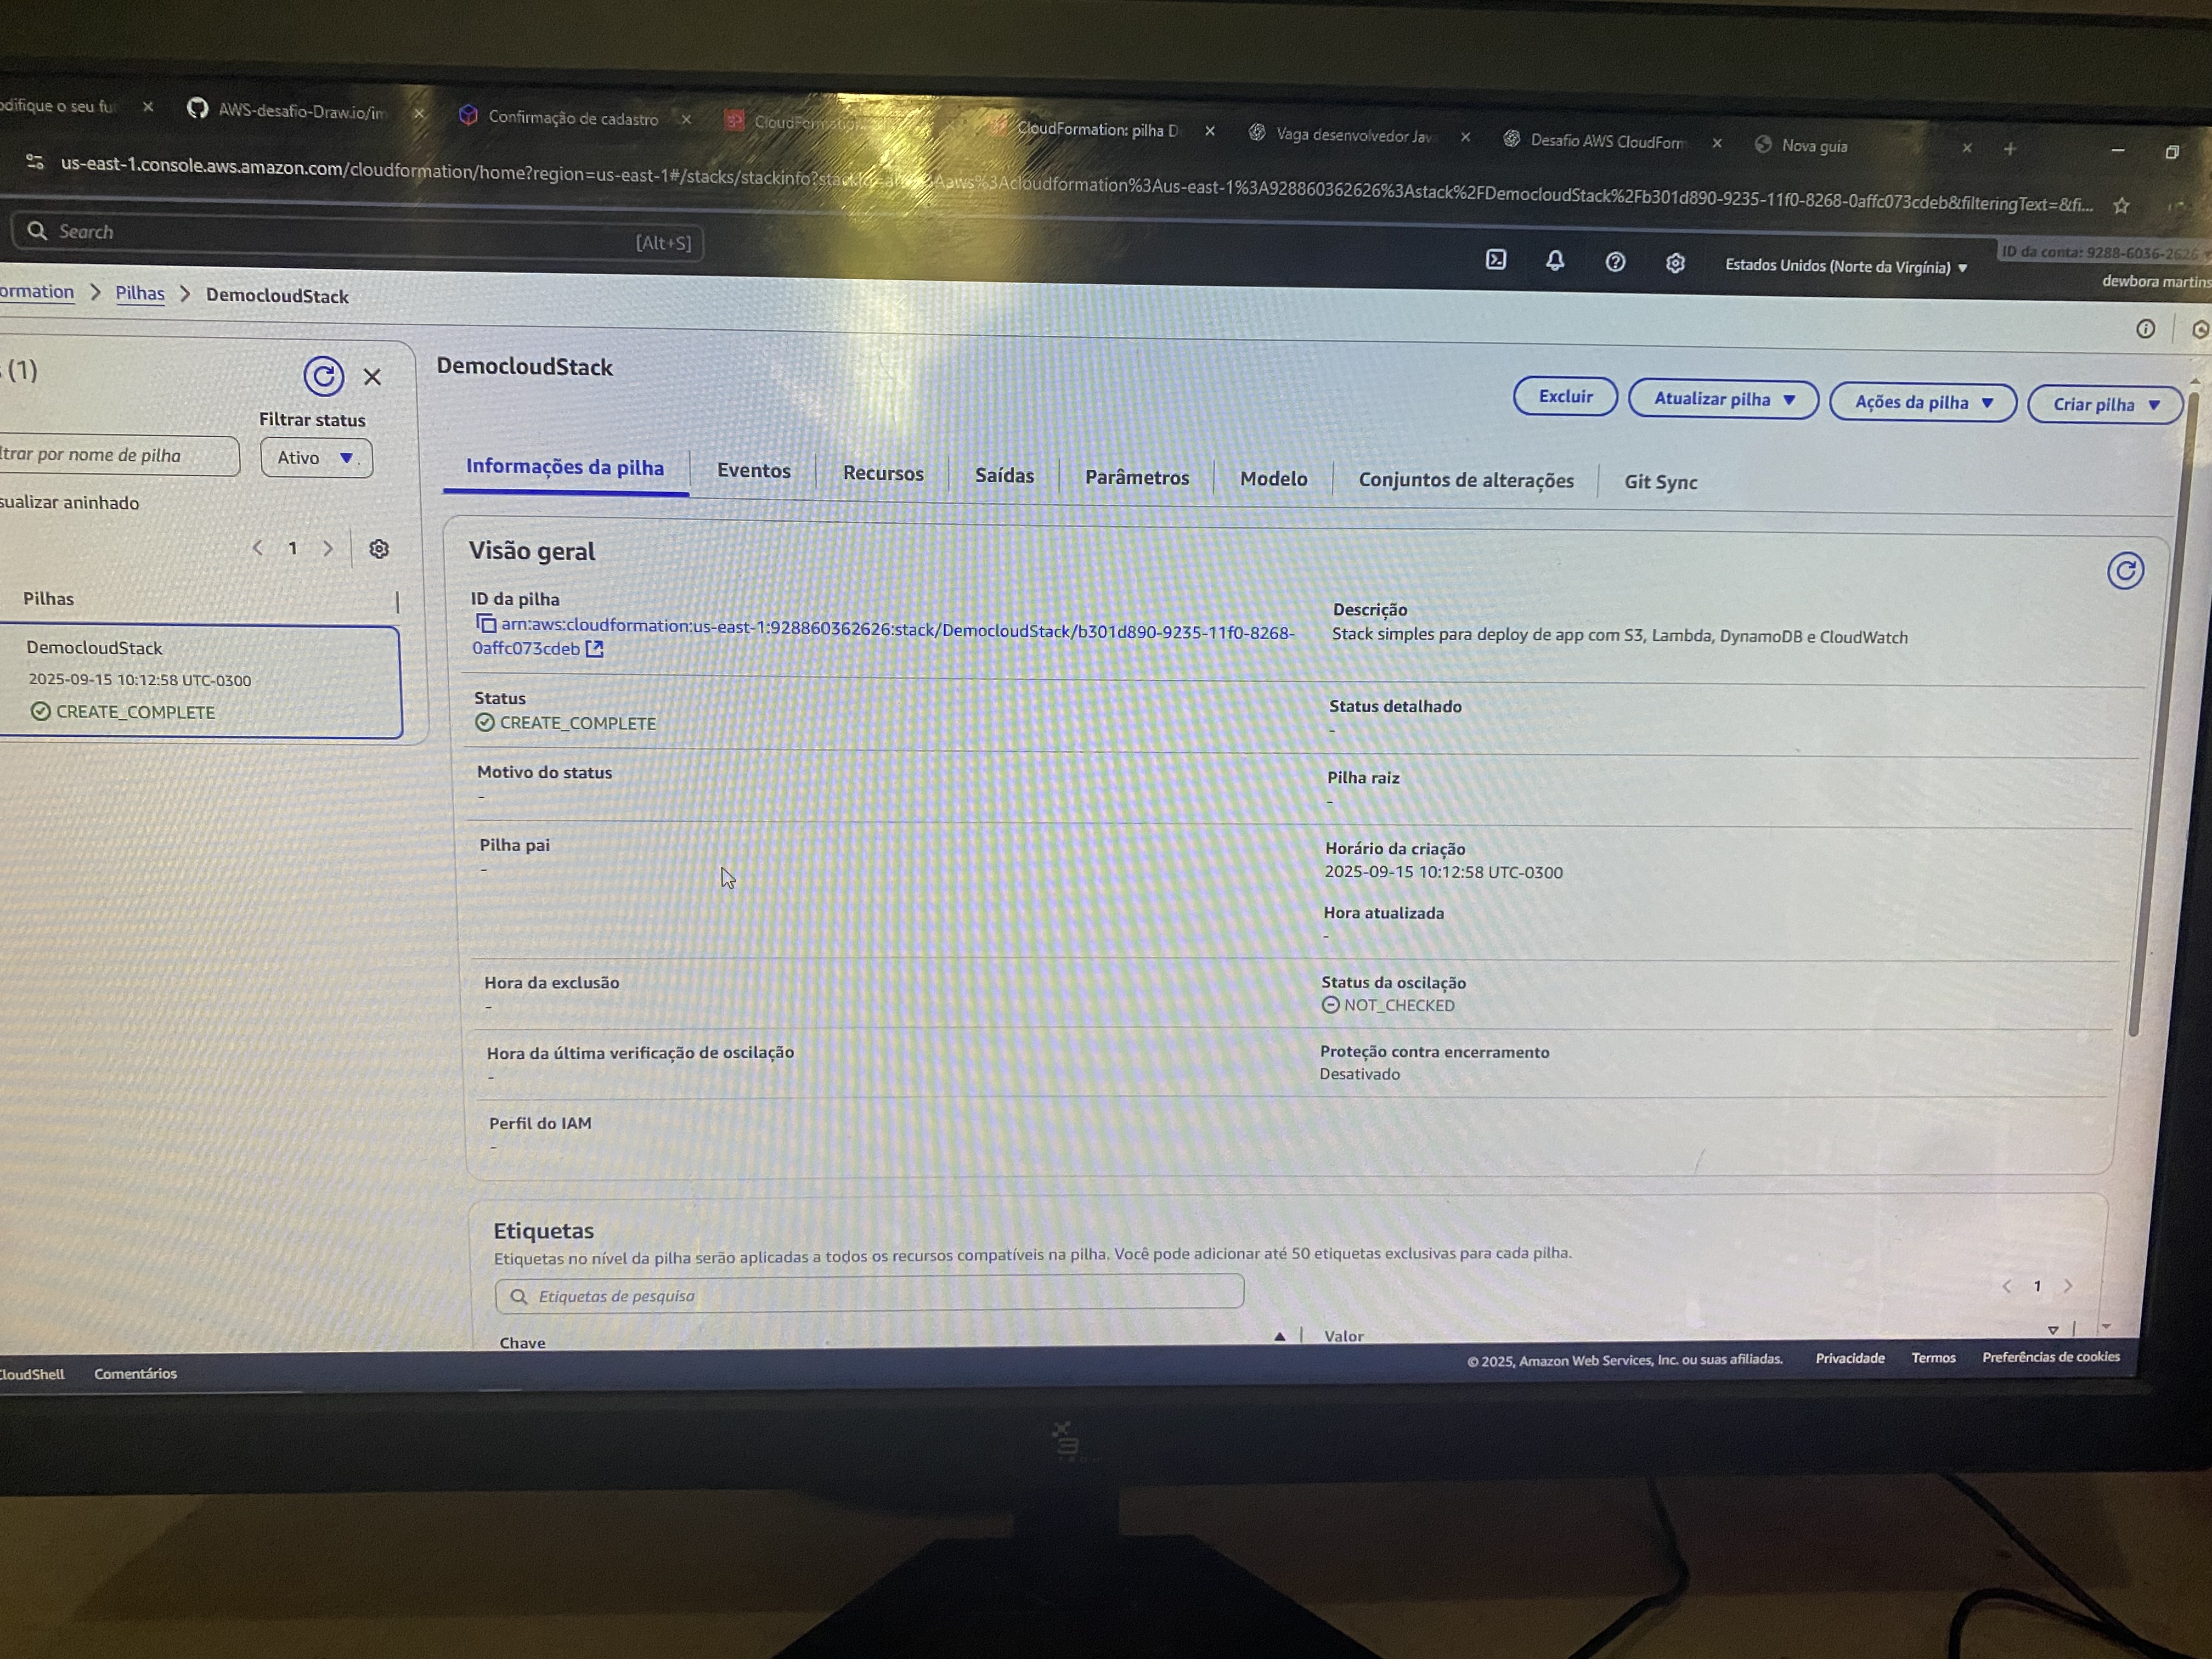 odifique o seu fu
AWS-desafio-Draw.io/im
Confirmação de cadastro
CloudFormation
CloudFormation: pilha D
Vaga desenvolvedor Jav
Desafio AWS CloudForm
Nova guia
us-east-1.console.aws.amazon.com/cloudformation/home?region=us-east-1#/stacks/stackinfo?stackId= aws%3Acloudformation%3Aus-east-1%3A928860362626%3Astack%2FDemocloudStack%2Fb301d890-9235-11f0-8268-0affc073cdeb&filteringText=&fi...
Search
[Alt+S]
Estados Unidos (Norte da Virgínia)
ID da conta: 9288-6036-2626
dewbora martins
ormation > Pilhas > DemocloudStack
(1)
Filtrar status
ltrar por nome de pilha
Ativo
sualizar aninhado
1
Pilhas
DemocloudStack
2025-09-15 10:12:58 UTC-0300
CREATE_COMPLETE
DemocloudStack
Excluir
Atualizar pilha
Ações da pilha
Criar pilha
Informações da pilha
Eventos
Recursos
Saídas
Parâmetros
Modelo
Conjuntos de alterações
Git Sync
Visão geral
ID da pilha
arn:aws:cloudformation:us-east-1:928860362626:stack/DemocloudStack/b301d890-9235-11f0-8268-
0affc073cdeb
Descrição
Stack simples para deploy de app com S3, Lambda, DynamoDB e CloudWatch
Status
CREATE_COMPLETE
Status detalhado
-
Motivo do status
-
Pilha raiz
-
Pilha pai
-
Horário da criação
2025-09-15 10:12:58 UTC-0300
Hora atualizada
-
Hora da exclusão
-
Status da oscilação
NOT_CHECKED
Hora da última verificação de oscilação
-
Proteção contra encerramento
Desativado
Perfil do IAM
-
Etiquetas
Etiquetas no nível da pilha serão aplicadas a todos os recursos compatíveis na pilha. Você pode adicionar até 50 etiquetas exclusivas para cada pilha.
Etiquetas de pesquisa
1
Chave
Valor
CloudShell
Comentários
© 2025, Amazon Web Services, Inc. ou suas afiliadas.
Privacidade
Termos
Preferências de cookies